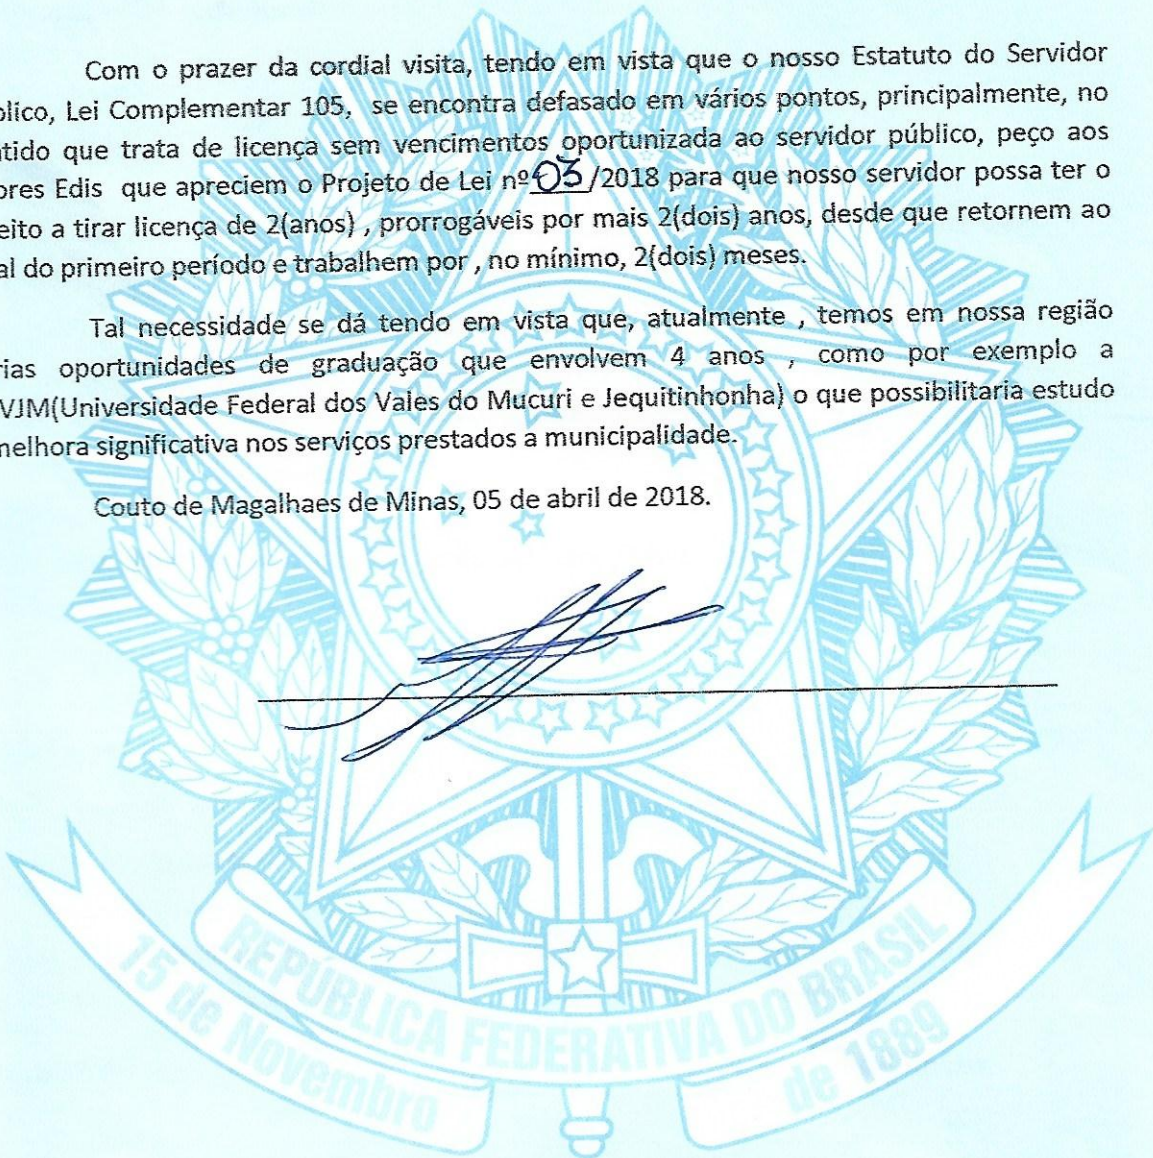 Com o prazer da cordial visita, tendo em vista que o nosso Estatuto do Servidor
blico, Lei Complementar 105, se encontra defasado em vários pontos, principalmente, no
ntido que trata de licença sem vencimentos oportunizada ao servidor público, peço aos
ores Edis que apreciem o Projeto de Lei nº 03/2018 para que nosso servidor possa ter o
eito a tirar licença de 2(anos) , prorrogáveis por mais 2(dois) anos, desde que retornem ao
al do primeiro período e trabalhem por , no mínimo, 2(dois) meses.
Tal necessidade se dá tendo em vista que, atualmente , temos em nossa região
rias oportunidades de graduação que envolvem 4 anos , como por exemplo a
VJM(Universidade Federal dos Vales do Mucuri e Jequitinhonha) o que possibilitaria estudo
melhora significativa nos serviços prestados a municipalidade.
Couto de Magalhaes de Minas, 05 de abril de 2018.
REPÚBLICA FEDERATIVA DO BRASIL
15 de Novembro de 1889